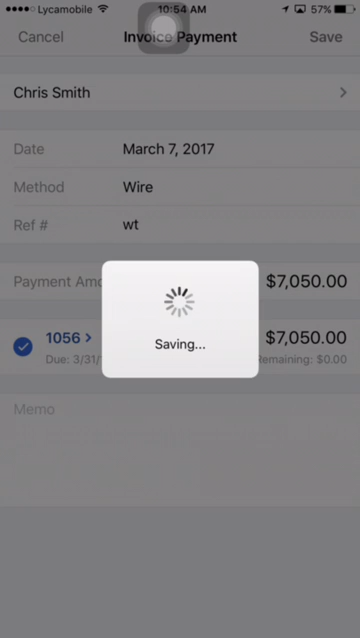 Lycamobile 10:54 AM 57%
Cancel Invoice Payment Save
Chris Smith
Date March 7, 2017
Method Wire
Ref # wt
Payment Amo $7,050.00
1056 $7,050.00
Due: 3/31/ Remaining: $0.00
Saving...
Memo